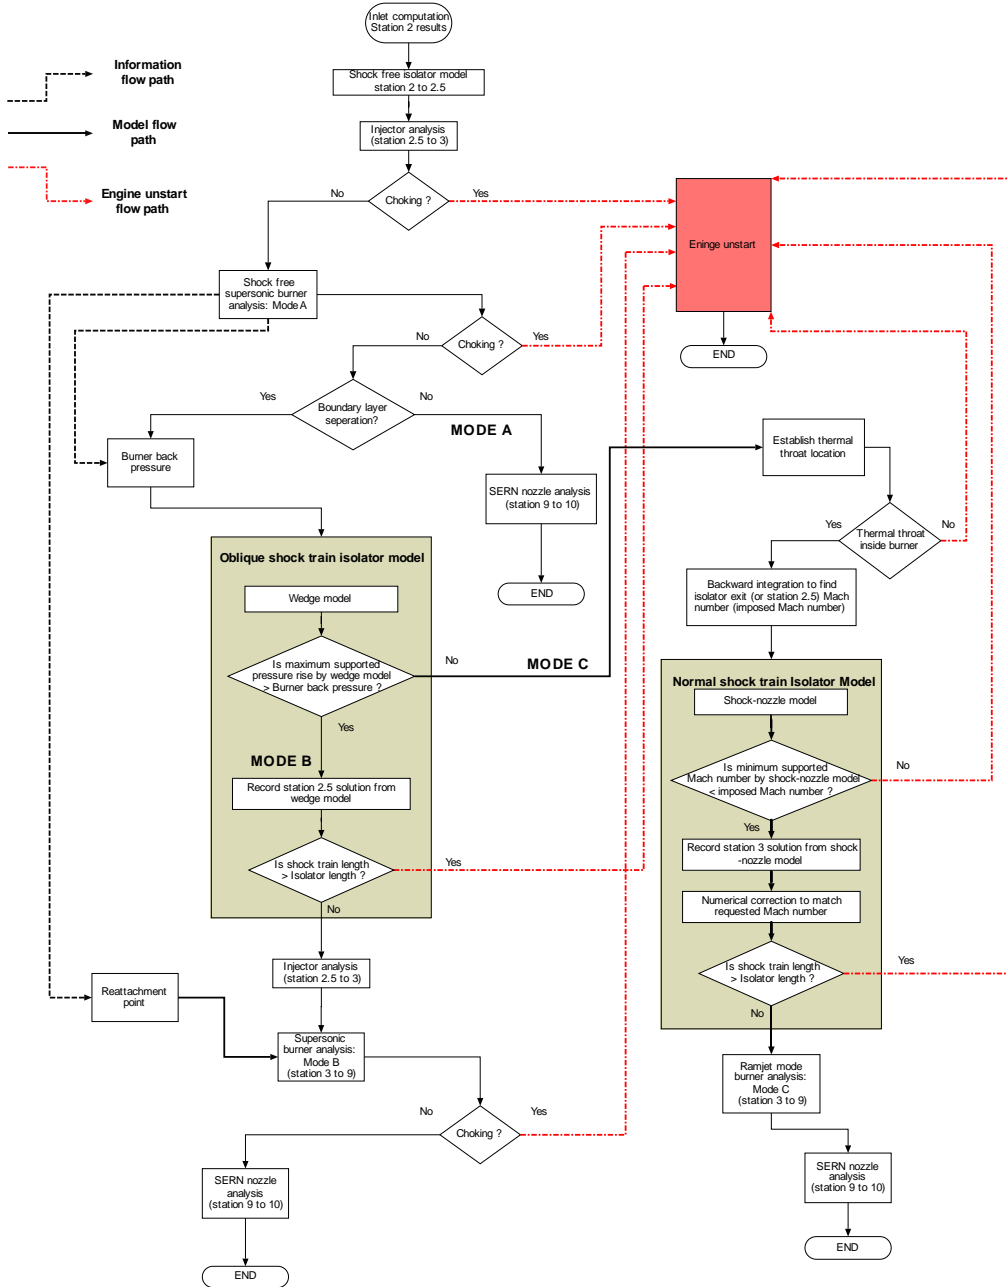 Inlet computation
Station 2 results
Information
flow path
Shock free isolator model
station 2 to 2.5
Model flow
path
Injector analysis
(station 2.5 to 3)
Engine unstart
flow path
No
Yes
Choking ?
Eninge unstart
Shock free
supersonic burner
analysis: Mode A
No
Yes
Choking ?
END
Yes
No
Boundary layer
seperation?
MODE A
Burner back
pressure
Establish thermal
throat location
SERN nozzle analysis
(station 9 to 10)
Yes
No
Thermal throat
inside burner
END
Oblique shock train isolator model
Wedge model
Backward integration to find
isolator exit (or station 2.5) Mach
number (imposed Mach number)
Is maximum supported
pressure rise by wedge model
> Burner back pressure ?
No
MODE C
Yes
MODE B
Normal shock train Isolator Model
Shock-nozzle model
Is minimum supported
Mach number by shock-nozzle model
< imposed Mach number ?
No
Yes
Record station 2.5 solution from
wedge model
Record station 3 solution from shock
-nozzle model
Is shock train length
> Isolator length ?
Yes
No
Numerical correction to match
requested Mach number
Is shock train length
> Isolator length ?
Yes
No
Injector analysis
(station 2.5 to 3)
Reattachment
point
Supersonic
burner analysis:
Mode B
(station 3 to 9)
Ramjet mode
burner analysis:
Mode C
(station 3 to 9)
No
Yes
Choking ?
SERN nozzle
analysis
(station 9 to 10)
SERN nozzle
analysis
(station 9 to 10)
END
END